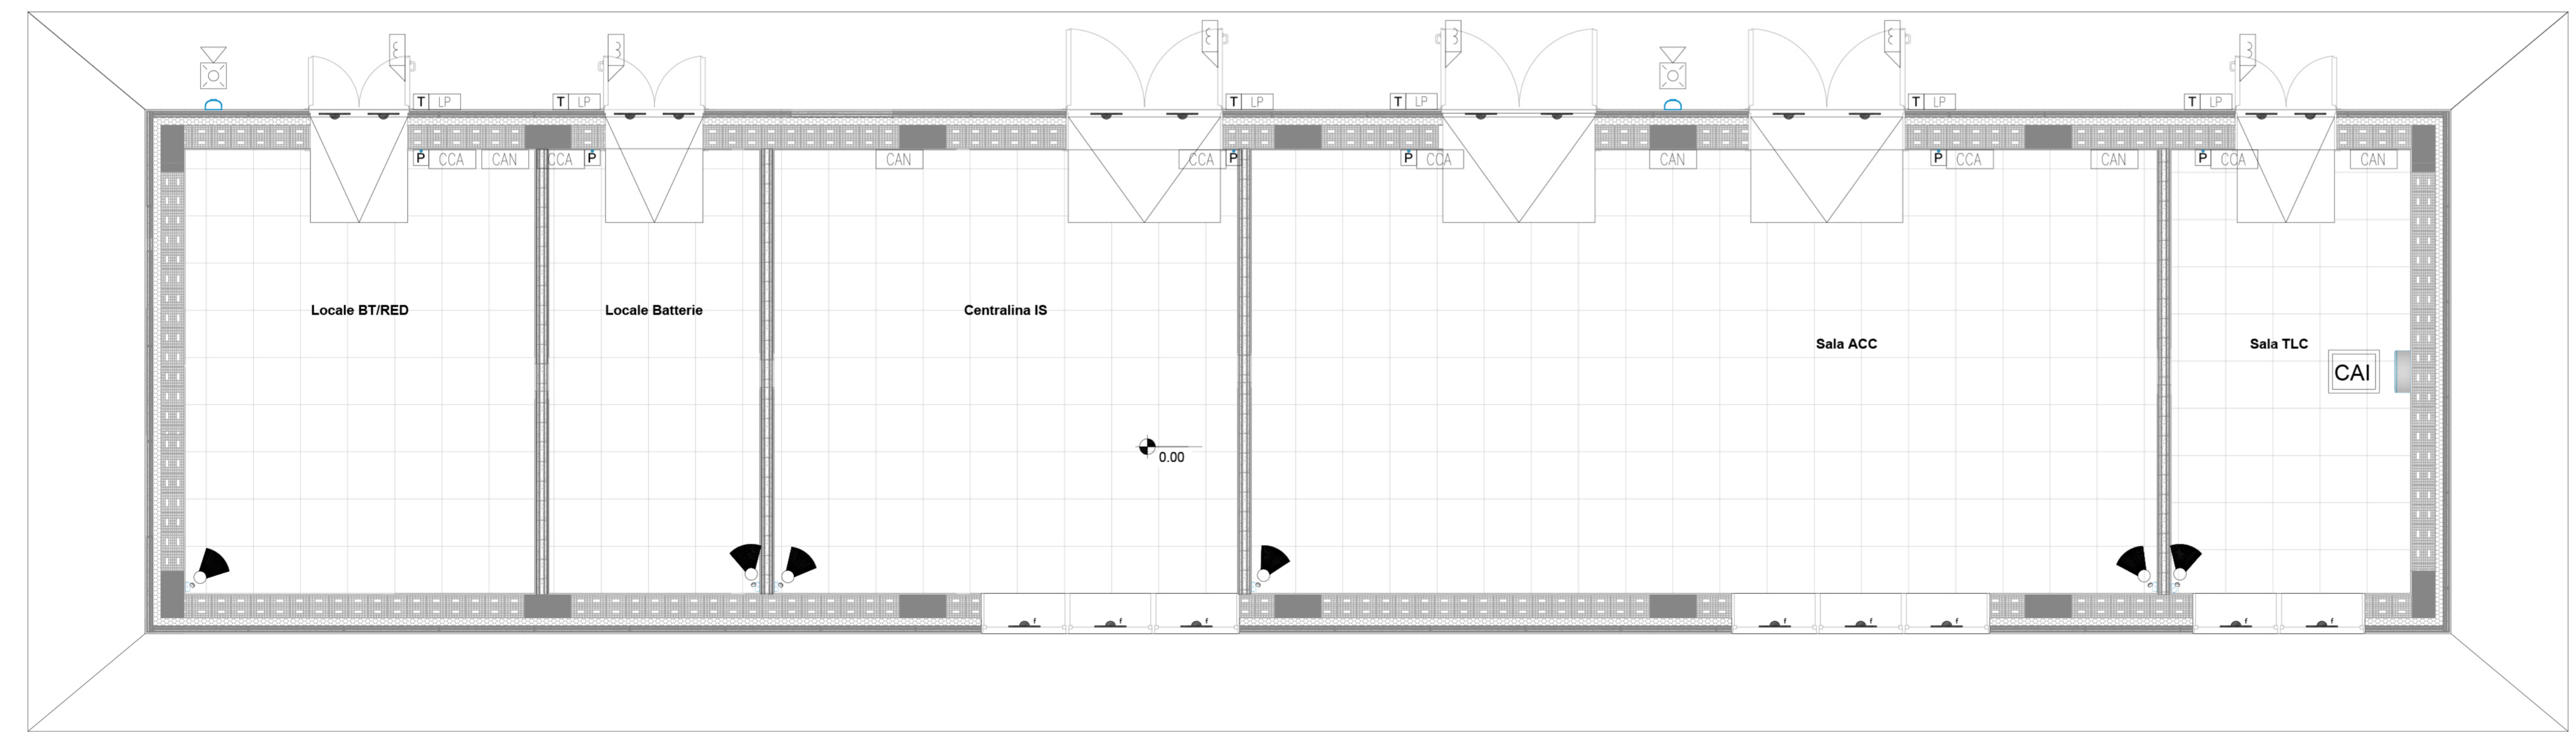 T LP
T LP
T LP
T LP
T LP
T LP
P CCA
CAN
CCA P
CAN
CCA P
P CCA
CAN
P CCA
CAN
P CCA
CAN
Locale BT/RED
Locale Batterie
Centralina IS
Sala ACC
Sala TLC
CAI
0.00
f
f
f
f
f
f
f
f